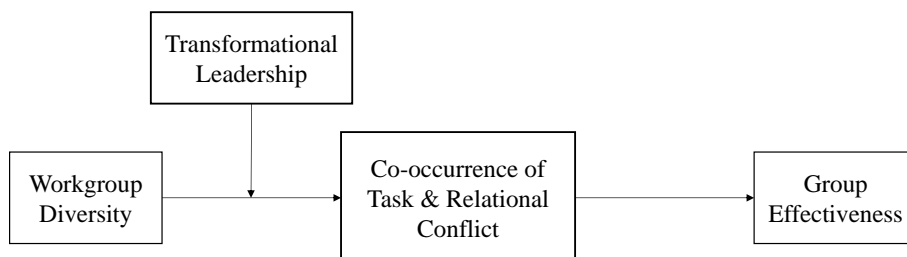 Transformational
Leadership
Workgroup
Diversity
Co-occurrence of
Task & Relational
Conflict
Group
Effectiveness